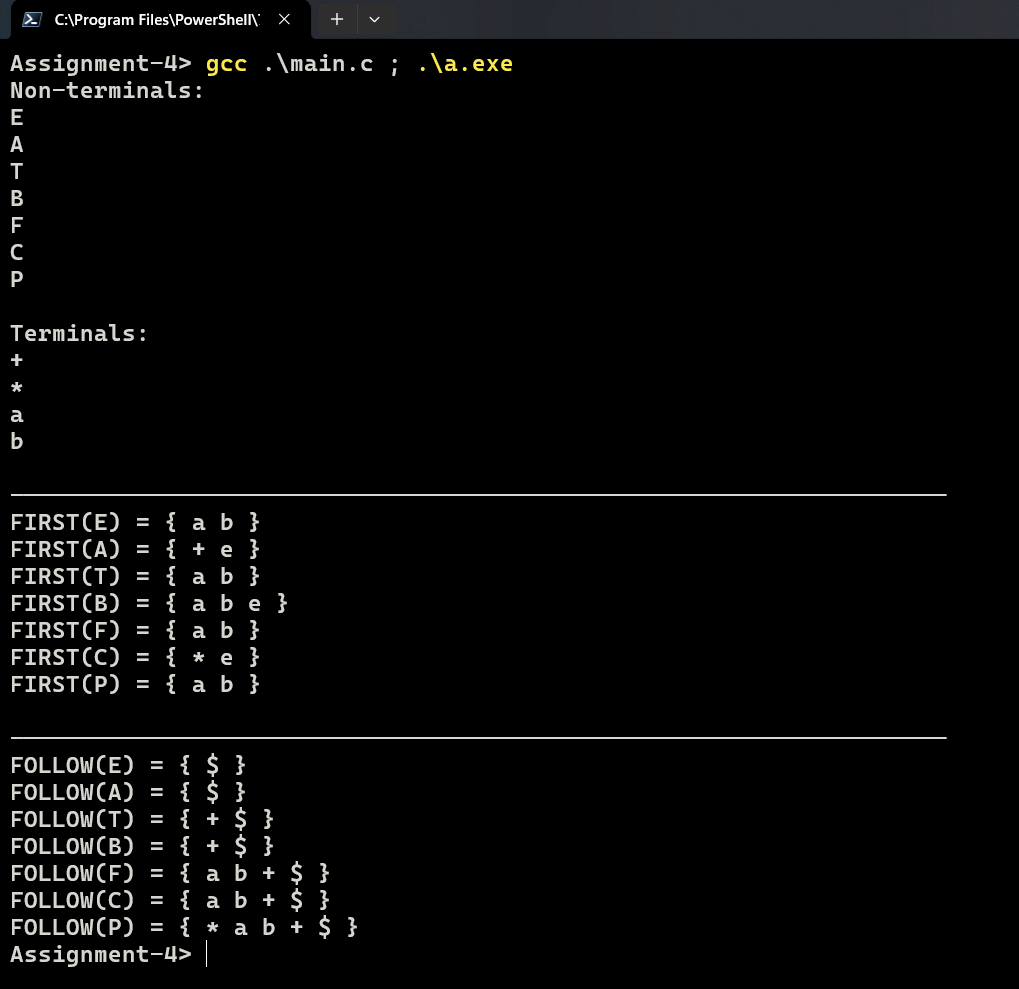 C:\Program Files\PowerShell\
Assignment-4> gcc .\main.c ; .\a.exe
Non-terminals:
E
A
T
B
F
C
P
Terminals:
+
*
a
b
FIRST(E) = { a b }
FIRST(A) = { + e }
FIRST(T) = { a b }
FIRST(B) = { a b e }
FIRST(F) = { a b }
FIRST(C) = { * e }
FIRST(P) = { a b }
FOLLOW(E) = { $ }
FOLLOW(A) = { $ }
FOLLOW(T) = { + $ }
FOLLOW(B) = { + $ }
FOLLOW(F) = { a b + $ }
FOLLOW(C) = { a b + $ }
FOLLOW(P) = { * a b + $ }
Assignment-4>